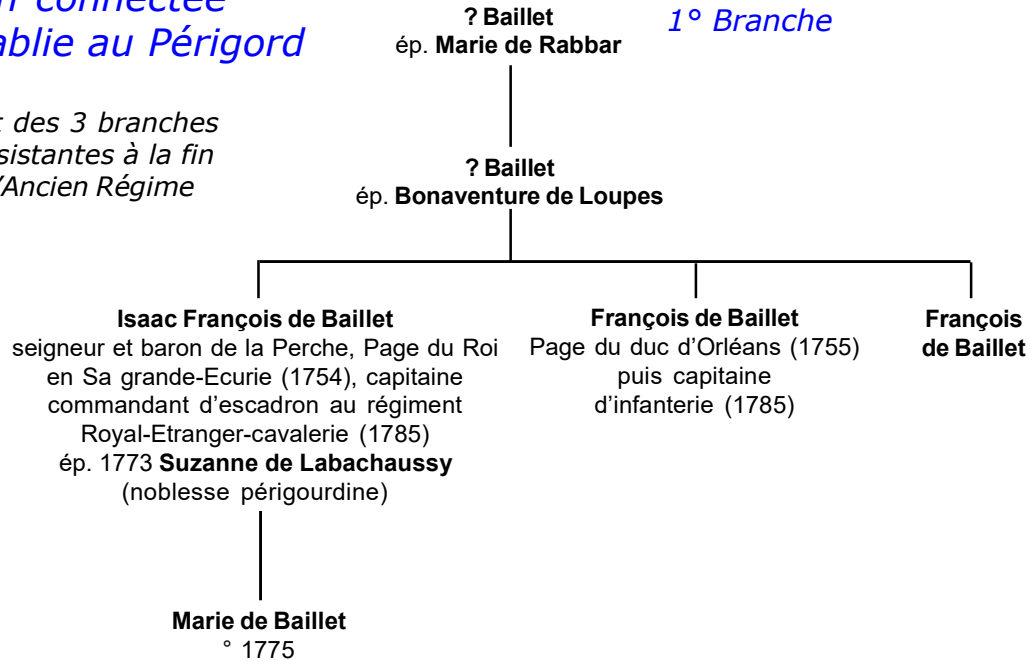 connectée
? Baillet
1° Branche
ép. Marie de Rabbar
au Périgord
des 3 branches
à la fin
Régime
? Baillet
ép. Bonaventure de Loupes
Isaac François de Baillet
seigneur et baron de la Perche, Page du Roi
en Sa grande-Ecurie (1754), capitaine
commandant d'escadron au régiment
Royal-Etranger-cavalerie (1785)
ép. 1773 Suzanne de Labachaussy
(noblesse périgourdine)
François de Baillet
Page du duc d'Orléans (1755)
puis capitaine
d'infanterie (1785)
François
de Baillet
Marie de Baillet
° 1775